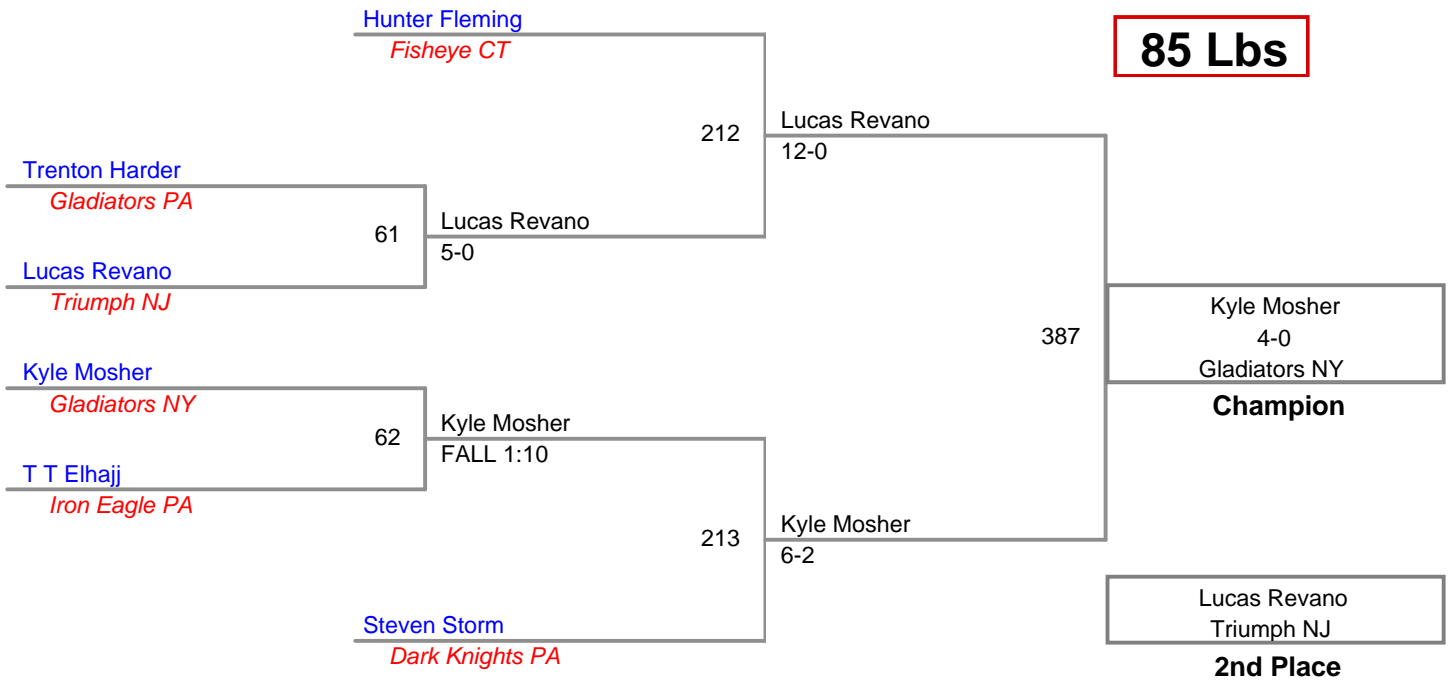 Hunter Fleming
Fisheye CT
85 Lbs
212
Lucas Revano
12-0
Trenton Harder
Gladiators PA
61
Lucas Revano
5-0
Lucas Revano
Triumph NJ
387
Kyle Mosher
4-0
Gladiators NY
Champion
Kyle Mosher
Gladiators NY
62
Kyle Mosher
FALL 1:10
T T Elhajj
Iron Eagle PA
213
Kyle Mosher
6-2
Steven Storm
Dark Knights PA
Lucas Revano
Triumph NJ
2nd Place